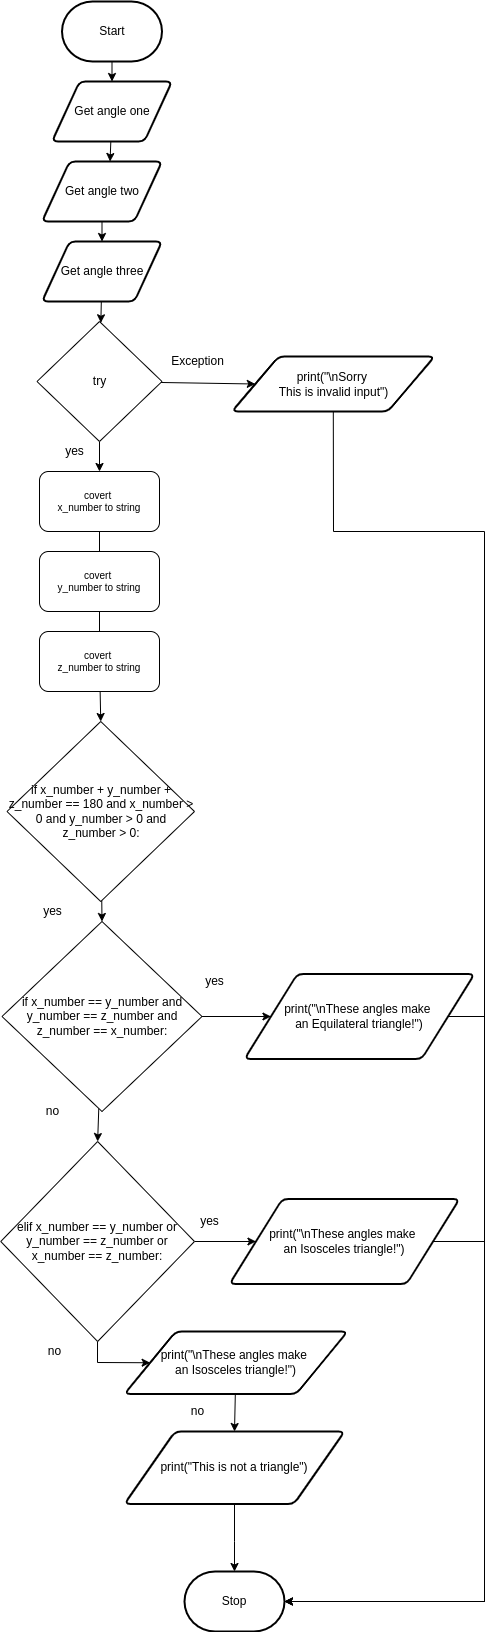 Start
Get angle one
Get angle two
Get angle three
try
Exception
print("\nSorry
This is invalid input")
yes
covert
x_number to string
covert
y_number to string
covert
z_number to string
if x_number + y_number +
z_number == 180 and x_number >
0 and y_number > 0 and
z_number > 0:
yes
if x_number == y_number and
y_number == z_number and
z_number == x_number:
yes
print("\nThese angles make
an Equilateral triangle!")
no
elif x_number == y_number or
y_number == z_number or
x_number == z_number:
yes
print("\nThese angles make
an Isosceles triangle!")
no
print("\nThese angles make
an Isosceles triangle!")
no
print("This is not a triangle")
Stop